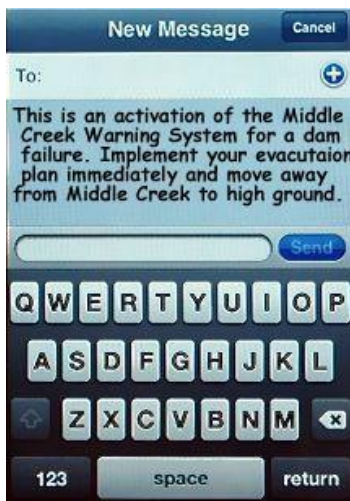 New Message
Cancel
To:
This is an activation of the Middle
Creek Warning System for a dam
failure. Implement your evacutaion
plan immediately and move away
from Middle Creek to high ground.
Send
Q W E R T Y U I O P
A S D F G H J K L
Z X C V B N M
123
space
return